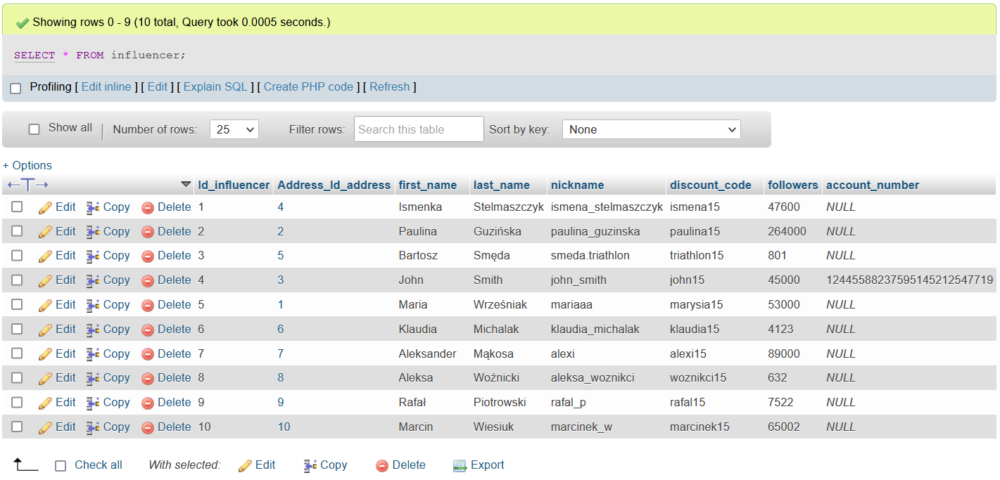 Showing rows 0 - 9 (10 total, Query took 0.0005 seconds.)
SELECT * FROM influencer;
Profiling [ Edit inline ] [ Edit ] [ Explain SQL ] [ Create PHP code ] [ Refresh ]
Show all | Number of rows: 25 Filter rows: Search this table Sort by key: None
+ Options
←T→ Id_influencer Address_Id_address first_name last_name nickname discount_code followers account_number
Edit Copy Delete 1 4 Ismenka Stelmaszczyk ismena_stelmaszczyk ismena15 47600 NULL
Edit Copy Delete 2 2 Paulina Guzińska paulina_guzinska paulina15 264000 NULL
Edit Copy Delete 3 5 Bartosz Smęda smeda.triathlon triathlon15 801 NULL
Edit Copy Delete 4 3 John Smith john_smith john15 45000 12445588237595145212547719
Edit Copy Delete 5 1 Maria Wrześniak mariaaa marysia15 53000 NULL
Edit Copy Delete 6 6 Klaudia Michalak klaudia_michalak klaudia15 4123 NULL
Edit Copy Delete 7 7 Aleksander Mąkosa alexi alexi15 89000 NULL
Edit Copy Delete 8 8 Aleksa Woźnicki aleksa_woznikci woznikci15 632 NULL
Edit Copy Delete 9 9 Rafał Piotrowski rafal_p rafal15 7522 NULL
Edit Copy Delete 10 10 Marcin Wiesiuk marcinek_w marcinek15 65002 NULL
Check all With selected: Edit Copy Delete Export